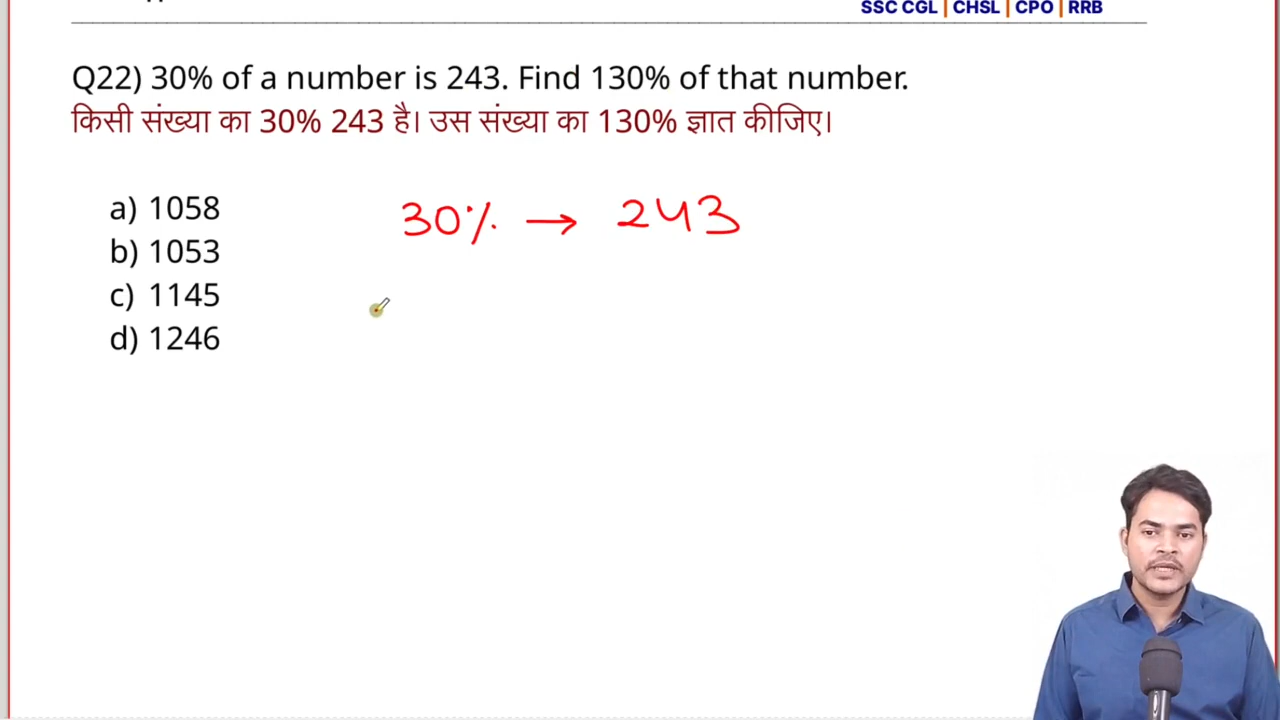 SSC CGL | CHSL | CPO | RRB
Q22) 30% of a number is 243. Find 130% of that number.
किसी संख्या का 30% 243 है। उस संख्या का 130% ज्ञात कीजिए।
a) 1058
b) 1053
c) 1145
d) 1246
30% → 243